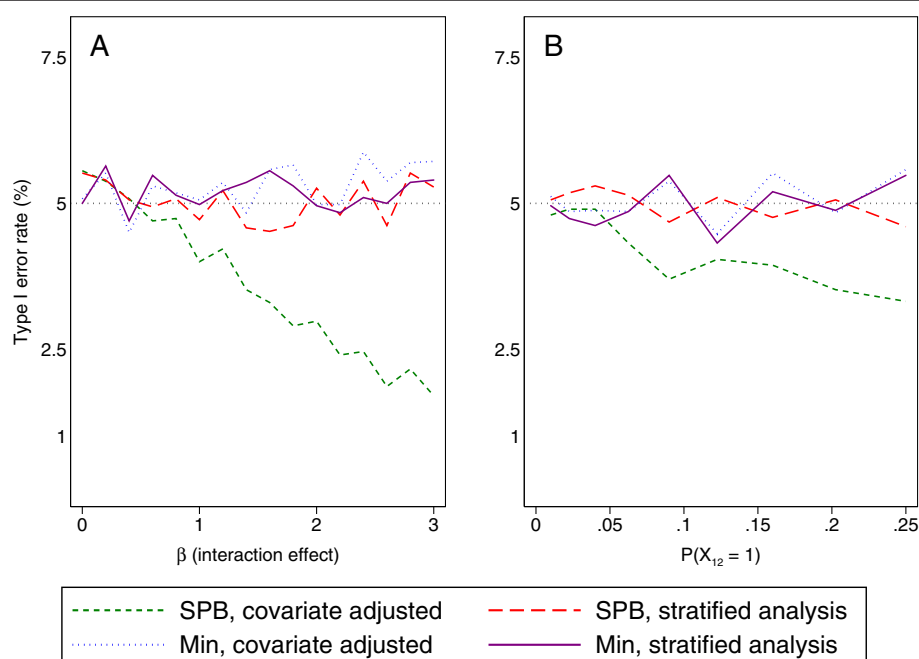 A
B
Type I error rate (%)
7.5
5
2.5
1
7.5
5
2.5
1
0 1 2 3
0 .05 .1 .15 .2 .25
β (interaction effect)
P(X₁₂ = 1)
SPB, covariate adjusted
SPB, stratified analysis
Min, covariate adjusted
Min, stratified analysis